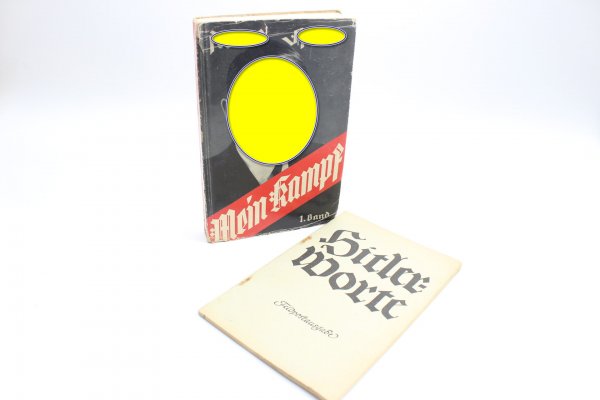 Mein Kampf
1. Band
Hitler-
Worte
Feldpostausgabe